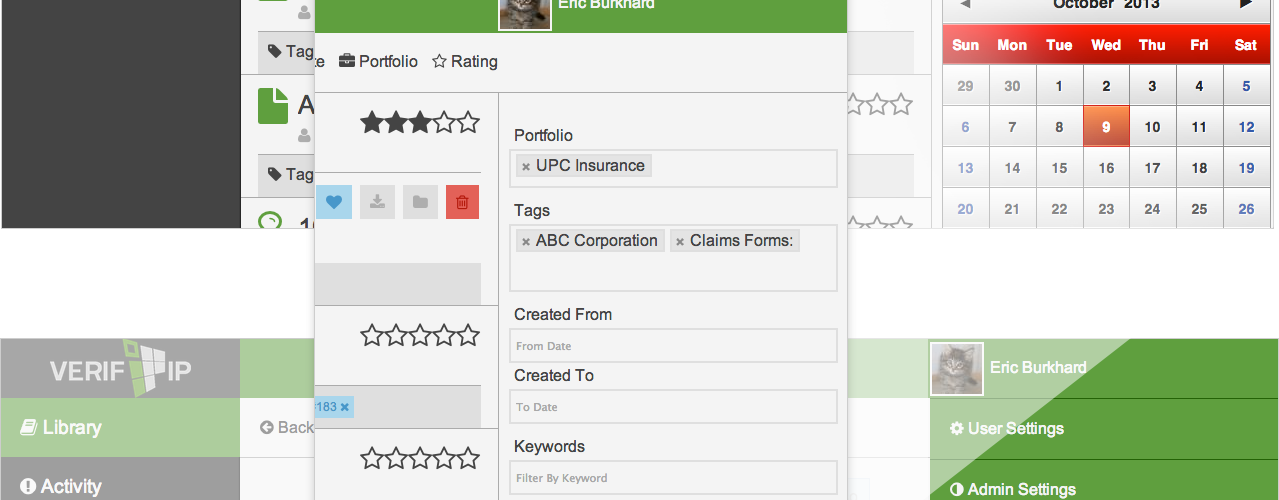 Eric Burkhard
October 2013
Tag
te Portfolio Rating
Sun Mon Tue Wed Thu Fri Sat
29 30 1 2 3 4 5
A
6 7 8 9 10 11 12
Portfolio
× UPC Insurance
Tag
13 14 15 16 17 18 19
Tags
20 21 22 23 24 25 26
× ABC Corporation × Claims Forms:
Created From
From Date
VERIF TIP
Eric Burkhard
Created To
183 ×
To Date
Library
Back
User Settings
Keywords
Filter By Keyword
Activity
Admin Settings